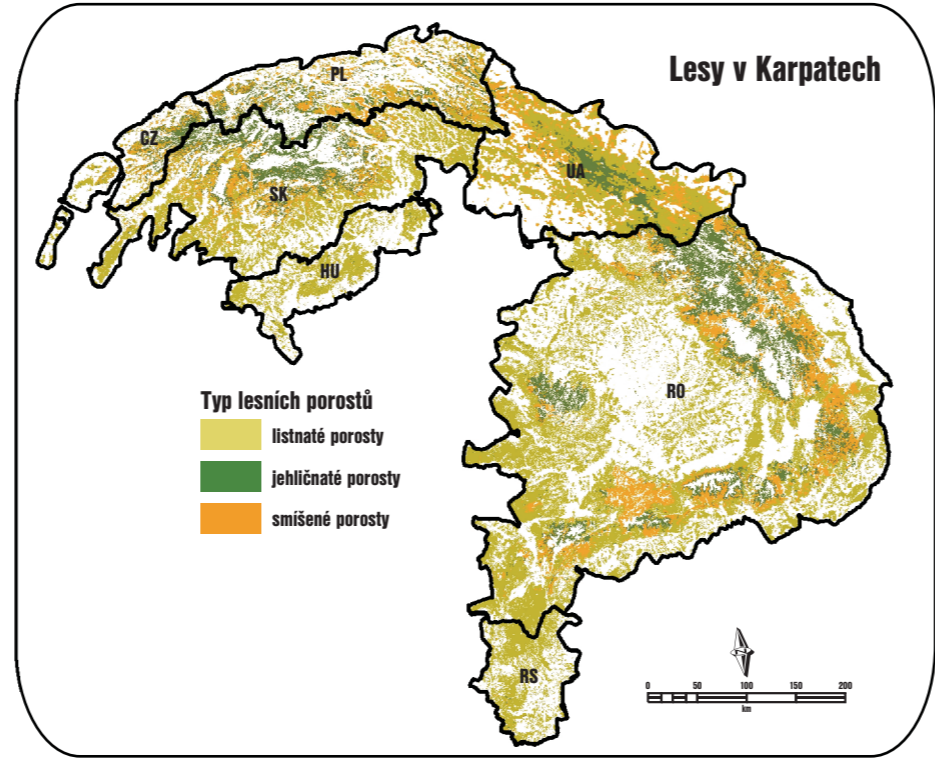 Lesy v Karpatech
PL
CZ
UA
SK
HU
RO
Typ lesních porostů
listnaté porosty
jehličnaté porosty
smíšené porosty
RS
0 50 100 150 200
km